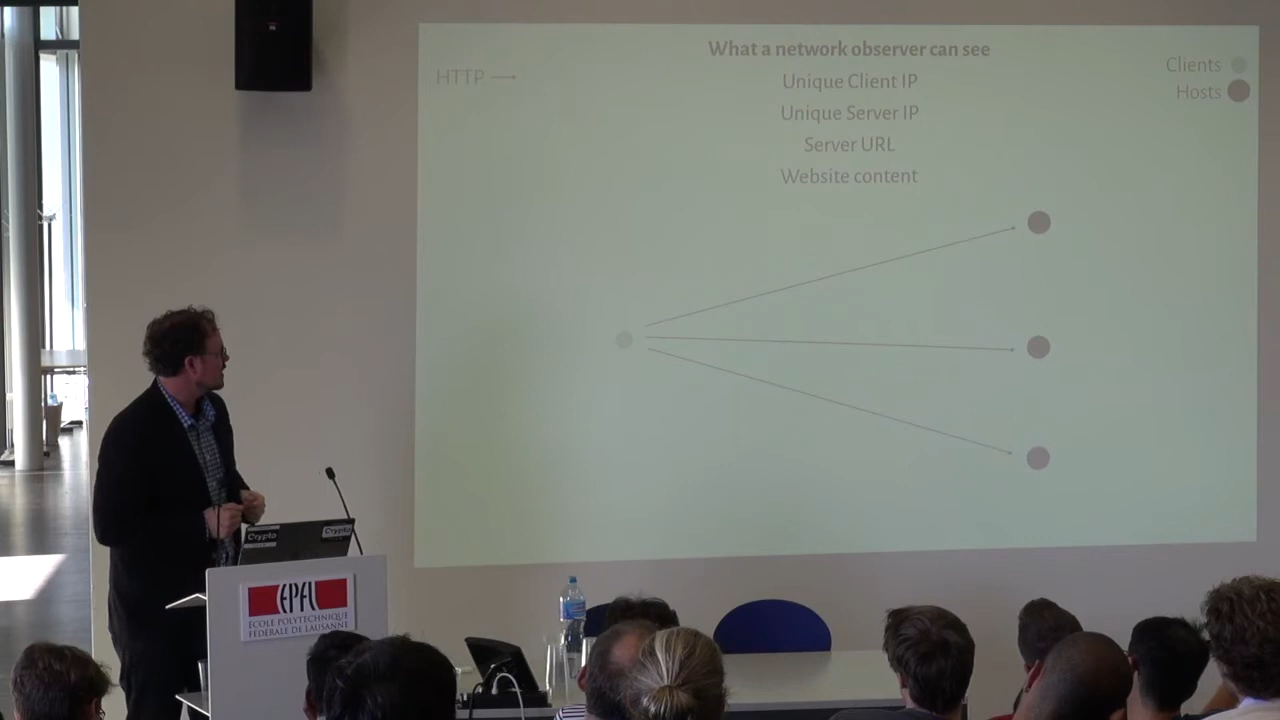 What a network observer can see
HTTP
Unique Client IP
Unique Server IP
Server URL
Website content
Clients
Hosts
Crypto
Crypto
EPFL
ECOLE POLYTECHNIQUE
FÉDÉRALE DE LAUSANNE